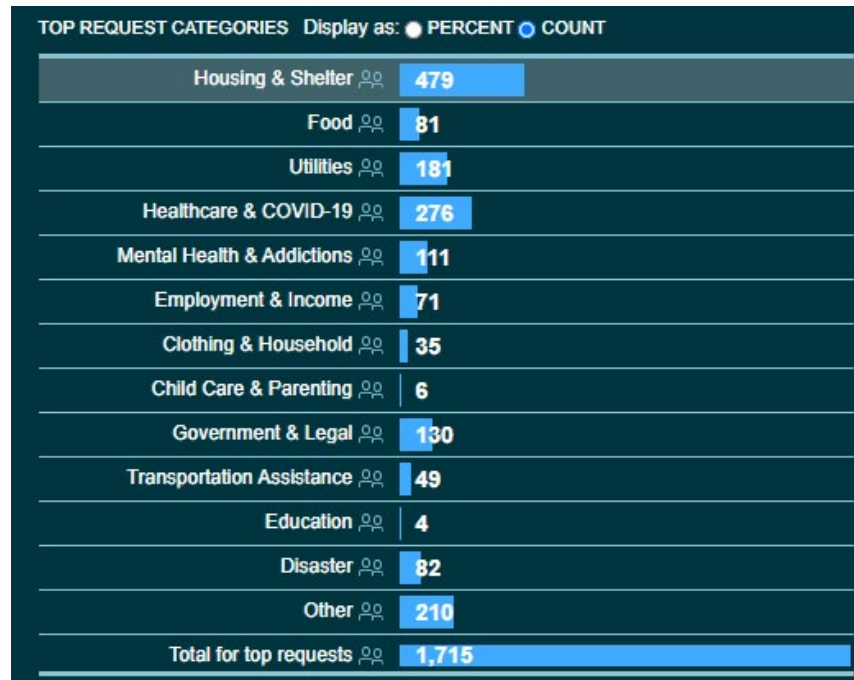 TOP REQUEST CATEGORIES Display as: PERCENT COUNT
Housing & Shelter 479
Food 81
Utilities 181
Healthcare & COVID-19 276
Mental Health & Addictions 111
Employment & Income 71
Clothing & Household 35
Child Care & Parenting 6
Government & Legal 130
Transportation Assistance 49
Education 4
Disaster 82
Other 210
Total for top requests 1,715